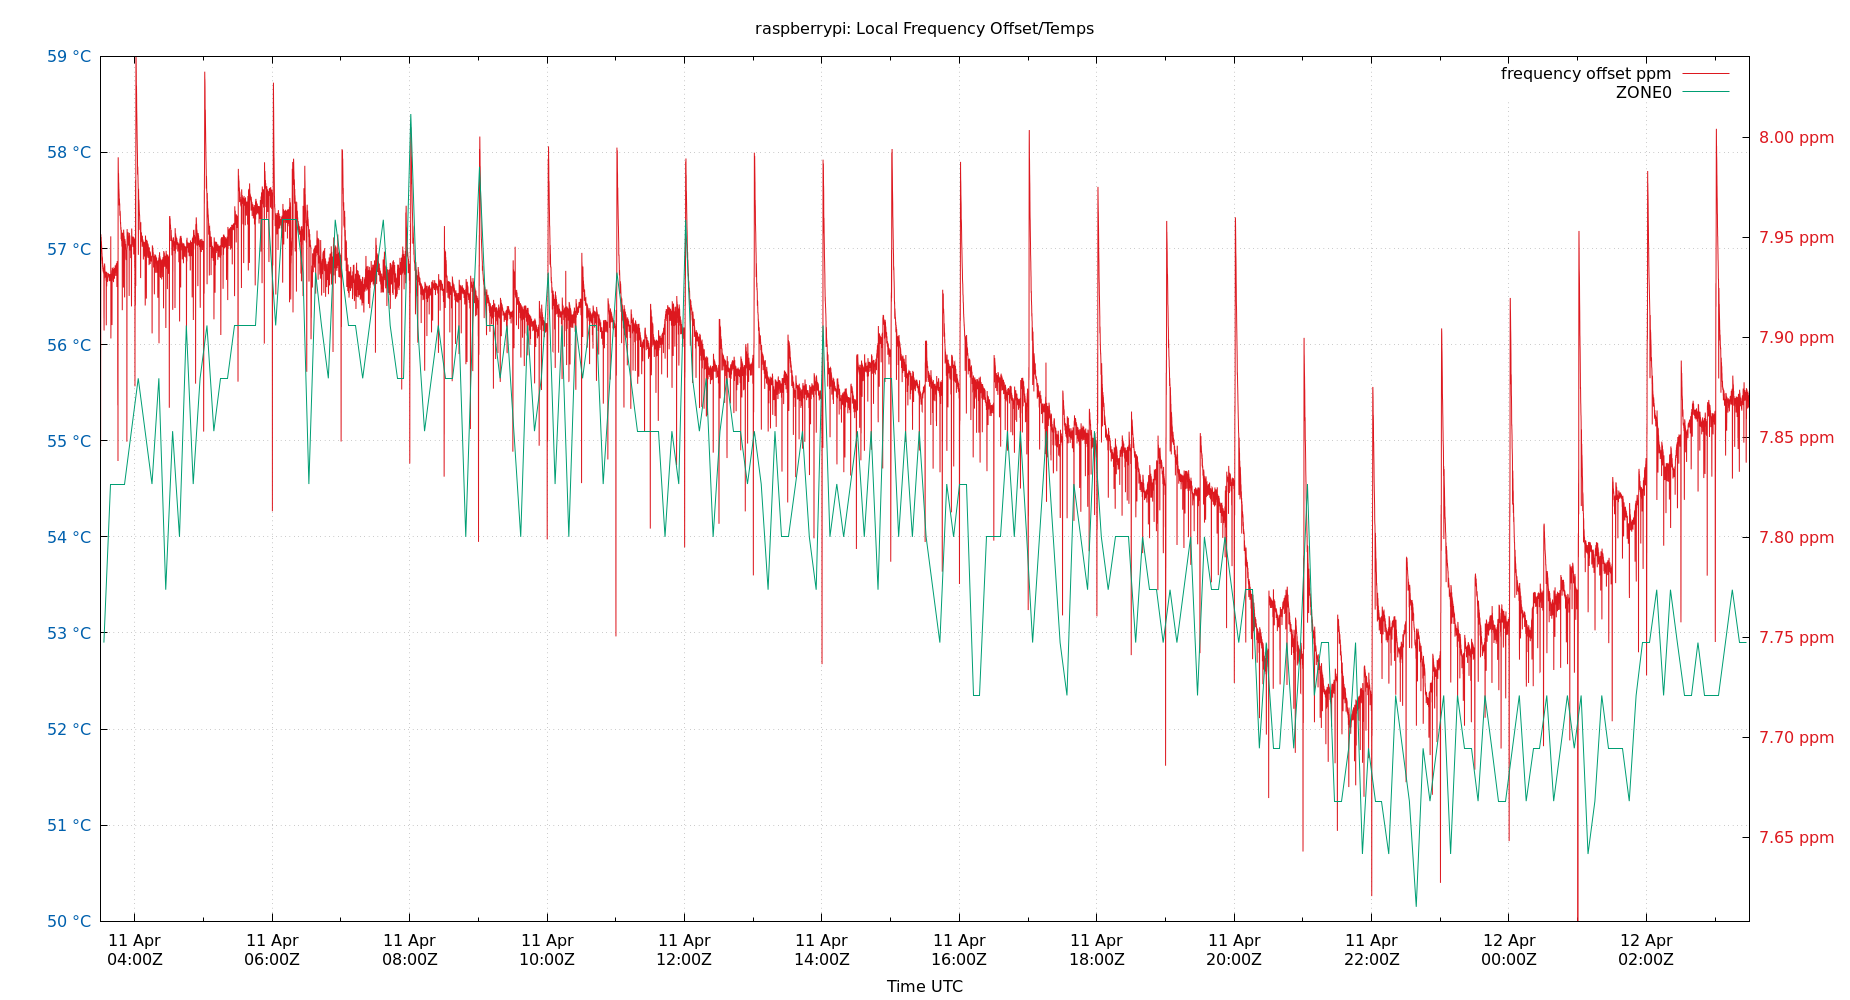 raspberrypi: Local Frequency Offset/Temps
frequency offset ppm
ZONE0
59 °C
58 °C
57 °C
56 °C
55 °C
54 °C
53 °C
52 °C
51 °C
50 °C
8.00 ppm
7.95 ppm
7.90 ppm
7.85 ppm
7.80 ppm
7.75 ppm
7.70 ppm
7.65 ppm
11 Apr
04:00Z
11 Apr
06:00Z
11 Apr
08:00Z
11 Apr
10:00Z
11 Apr
12:00Z
11 Apr
14:00Z
11 Apr
16:00Z
11 Apr
18:00Z
11 Apr
20:00Z
11 Apr
22:00Z
12 Apr
00:00Z
12 Apr
02:00Z
Time UTC